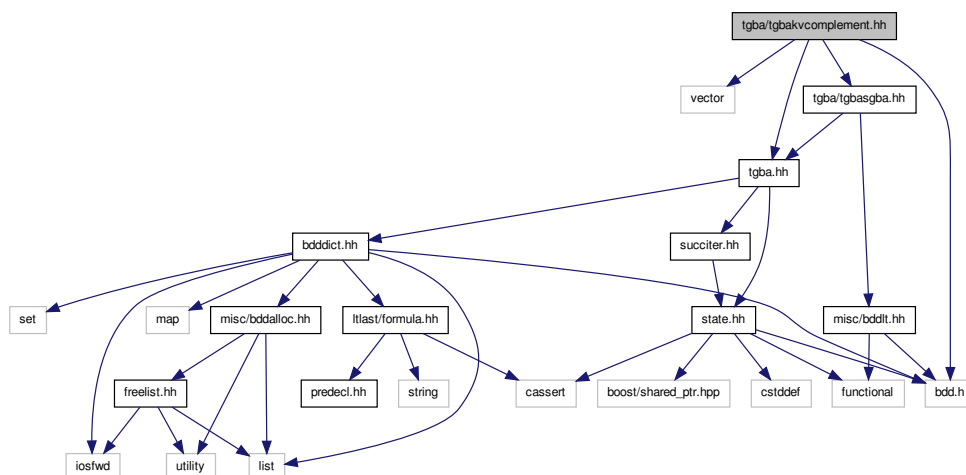 tgba/tgbakvcomplement.hh
vector
tgba/tgbasgba.hh
tgba.hh
bdddict.hh
succiter.hh
set
map
misc/bddalloc.hh
ltlast/formula.hh
state.hh
misc/bddlt.hh
freelist.hh
predecl.hh
string
cassert
boost/shared_ptr.hpp
cstddef
functional
bdd.h
iosfwd
utility
list